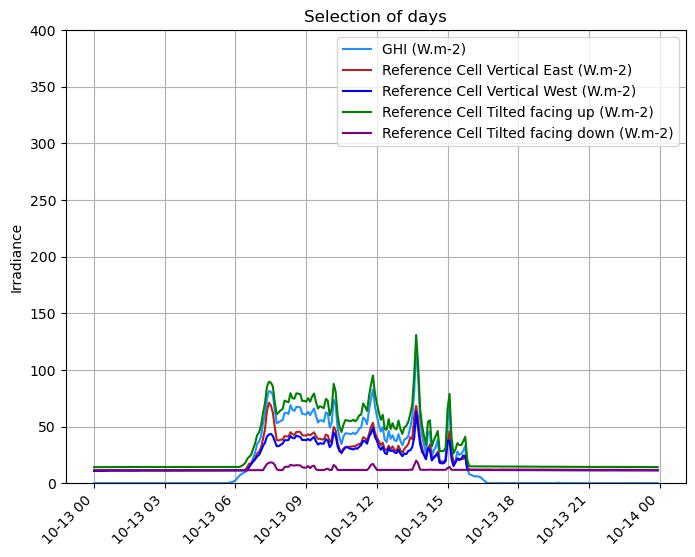 Selection of days
GHI (W.m-2)
Reference Cell Vertical East (W.m-2)
Reference Cell Vertical West (W.m-2)
Reference Cell Tilted facing up (W.m-2)
Reference Cell Tilted facing down (W.m-2)
Irradiance
400
350
300
250
200
150
100
50
0
10-13 00
10-13 03
10-13 06
10-13 09
10-13 12
10-13 15
10-13 18
10-13 21
10-14 00